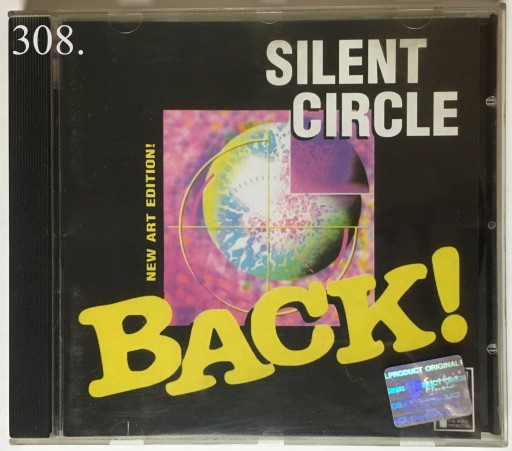 308.
SILENT
CIRCLE
NEW ART EDITION!
BACK!
PRODUCT ORIGINAL